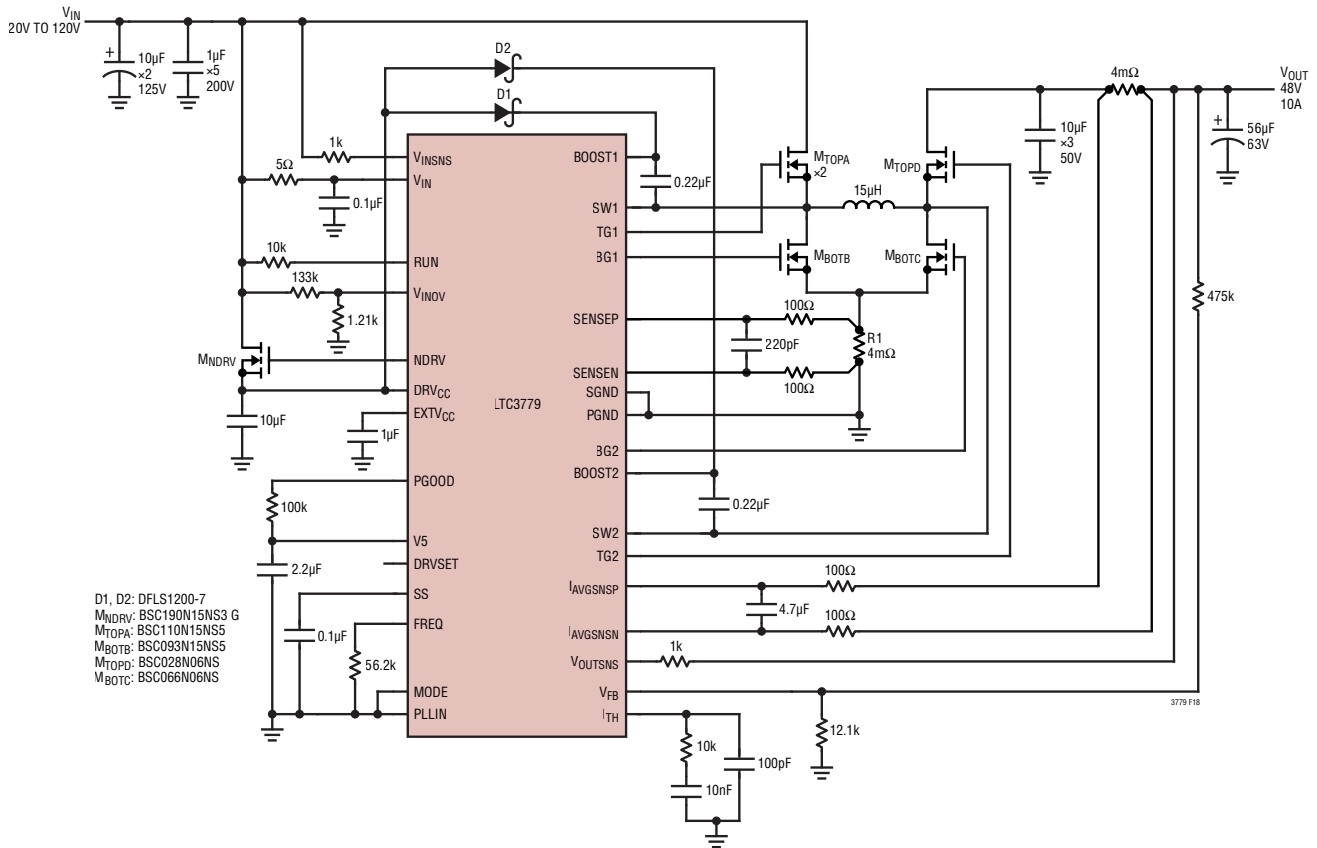 VIN
20V TO 120V
+
10µF
×2
125V
1µF
×5
200V
D2
D1
4mΩ
VOUT
48V
10A
+
56µF
63V
10µF
×3
50V
1k
5Ω
0.1µF
10k
133k
1.21k
MNDRV
10µF
1µF
100k
2.2µF
0.1µF
56.2k
VINSNS
VIN
RUN
VINOV
NDRV
DRVCC
EXTVCC
PGOOD
V5
DRVSET
SS
FREQ
MODE
PLLIN
LTC3779
BOOST1
SW1
TG1
BG1
SENSEP
SENSEN
SGND
PGND
BG2
BOOST2
SW2
TG2
IAVGSNSP
IAVGSNSN
VOUTSNS
VFB
ITH
0.22µF
MTOPA
×2
MTOPD
15µH
MBOTB
MBOTC
100Ω
220pF
100Ω
R1
4mΩ
475k
0.22µF
100Ω
4.7µF
100Ω
1k
12.1k
10k
10nF
100pF
D1, D2: DFLS1200-7
MNDRV: BSC190N15NS3 G
MTOPA: BSC110N15NS5
MBOTB: BSC093N15NS5
MTOPD: BSC028N06NS
MBOTC: BSC066N06NS
3779 F18